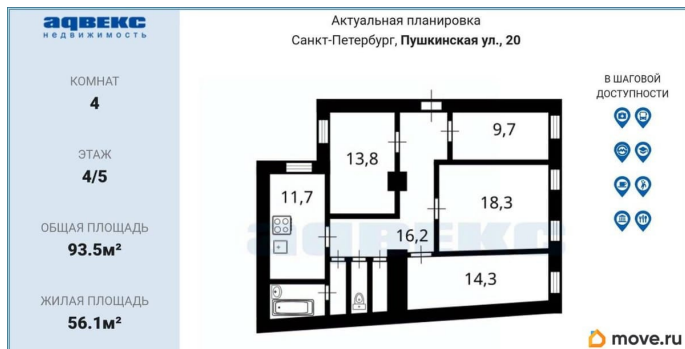 адвекс
НЕДВИЖИМОСТЬ
КОМНАТ
4
ЭТАЖ
4/5
ОБЩАЯ ПЛОЩАДЬ
93.5м²
ЖИЛАЯ ПЛОЩАДЬ
56.1м²
Актуальная планировка
Санкт-Петербург, Пушкинская ул., 20
9,7
13,8
11,7
18,3
16,2
адвекс
14,3
В ШАГОВОЙ
ДОСТУПНОСТИ
move.ru